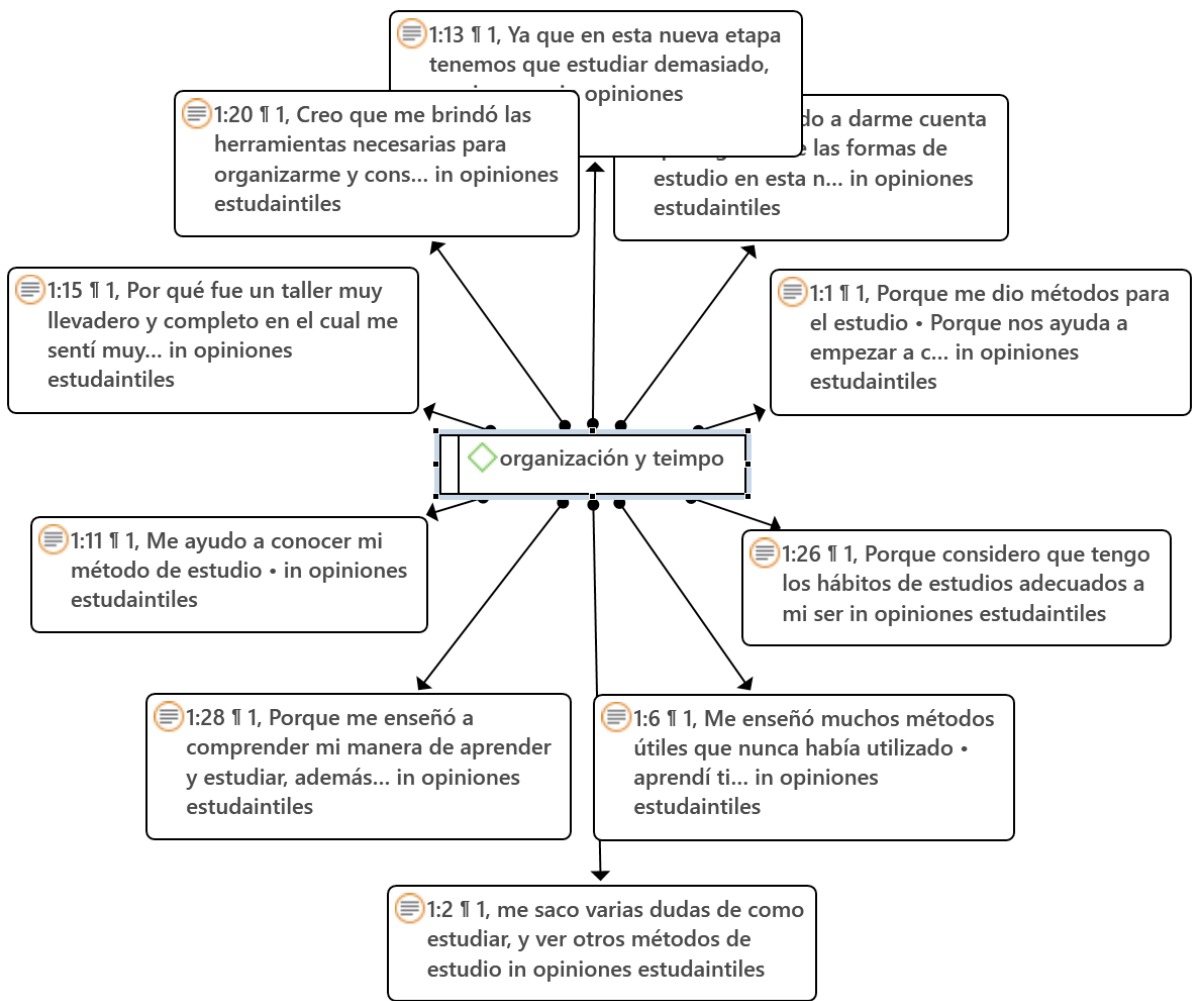 1:13 ¶ 1, Ya que en esta nueva etapa
tenemos que estudiar demasiado,
opiniones
1:20 ¶ 1, Creo que me brindó las
herramientas necesarias para
organizarme y cons... in opiniones
estudaintiles
do a darme cuenta
las formas de
estudio en esta n... in opiniones
estudaintiles
1:15 ¶ 1, Por qué fue un taller muy
llevadero y completo en el cual me
sentí muy... in opiniones
estudaintiles
1:1 ¶ 1, Porque me dio métodos para
el estudio • Porque nos ayuda a
empezar a c... in opiniones
estudaintiles
organización y teimpo
1:11 ¶ 1, Me ayudo a conocer mi
método de estudio • in opiniones
estudaintiles
1:26 ¶ 1, Porque considero que tengo
los hábitos de estudios adecuados a
mi ser in opiniones estudaintiles
1:28 ¶ 1, Porque me enseñó a
comprender mi manera de aprender
y estudiar, además... in opiniones
estudaintiles
1:6 ¶ 1, Me enseñó muchos métodos
útiles que nunca había utilizado •
aprendí ti... in opiniones
estudaintiles
1:2 ¶ 1, me saco varias dudas de como
estudiar, y ver otros métodos de
estudio in opiniones estudaintiles